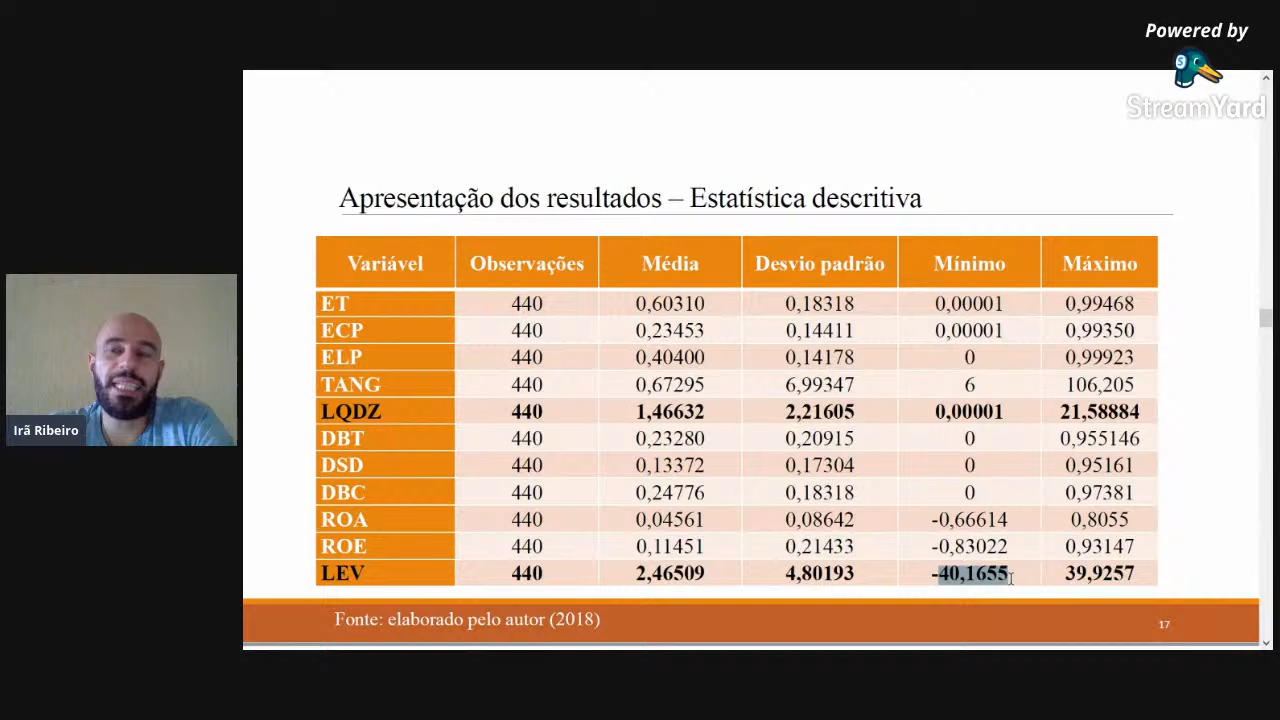 Powered by
StreamYard
Apresentação dos resultados – Estatística descritiva
Variável Observações Média Desvio padrão Mínimo Máximo
ET 440 0,60310 0,18318 0,00001 0,99468
ECP 440 0,23453 0,14411 0,00001 0,99350
ELP 440 0,40400 0,14178 0 0,99923
TANG 440 0,67295 6,99347 6 106,205
LQDZ 440 1,46632 2,21605 0,00001 21,58884
DBT 440 0,23280 0,20915 0 0,955146
DSD 440 0,13372 0,17304 0 0,95161
DBC 440 0,24776 0,18318 0 0,97381
ROA 440 0,04561 0,08642 -0,66614 0,8055
ROE 440 0,11451 0,21433 -0,83022 0,93147
LEV 440 2,46509 4,80193 -40,1655 39,9257
Irã Ribeiro
Fonte: elaborado pelo autor (2018)
17